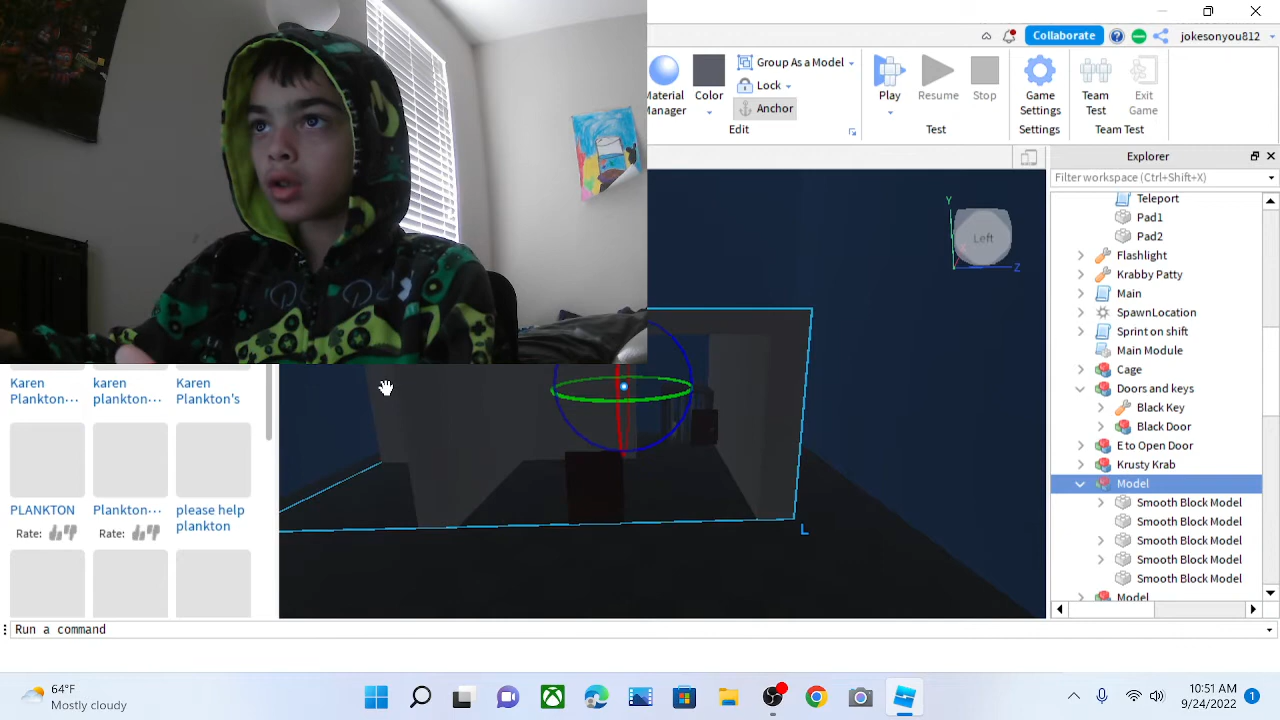 Collaborate
jokesonyou812
Material
Manager
Color
Group As a Model
Lock
Anchor
Edit
Play
Resume
Stop
Test
Game
Settings
Settings
Team
Test
Exit
Game
Team Test
Explorer
Filter workspace (Ctrl+Shift+X)
Teleport
Pad1
Pad2
Flashlight
Krabby Patty
Main
SpawnLocation
Sprint on shift
Main Module
Cage
Doors and keys
Black Key
Black Door
E to Open Door
Krusty Krab
Model
Smooth Block Model
Smooth Block Model
Smooth Block Model
Smooth Block Model
Smooth Block Model
Model
Y
Left
Z
L
Karen
Plankton...
karen
plankton...
Karen
Plankton's
PLANKTON
Rate:
Plankton...
Rate:
please help
plankton
Run a command
64°F
Mostly cloudy
10:51 AM
9/24/2022
1